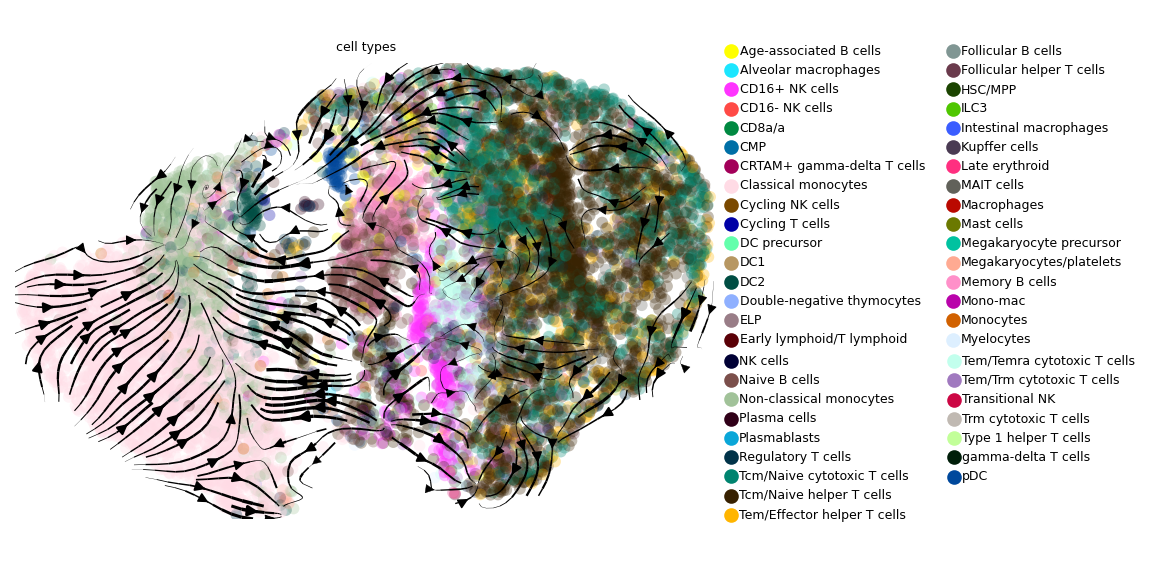 cell types
Age-associated B cells
Alveolar macrophages
CD16+ NK cells
CD16- NK cells
CD8a/a
CMP
CRTAM+ gamma-delta T cells
Classical monocytes
Cycling NK cells
Cycling T cells
DC precursor
DC1
DC2
Double-negative thymocytes
ELP
Early lymphoid/T lymphoid
NK cells
Naive B cells
Non-classical monocytes
Plasma cells
Plasmablasts
Regulatory T cells
Tcm/Naive cytotoxic T cells
Tcm/Naive helper T cells
Tem/Effector helper T cells
Follicular B cells
Follicular helper T cells
HSC/MPP
ILC3
Intestinal macrophages
Kupffer cells
Late erythroid
MAIT cells
Macrophages
Mast cells
Megakaryocyte precursor
Megakaryocytes/platelets
Memory B cells
Mono-mac
Monocytes
Myelocytes
Tem/Temra cytotoxic T cells
Tem/Trm cytotoxic T cells
Transitional NK
Trm cytotoxic T cells
Type 1 helper T cells
gamma-delta T cells
pDC